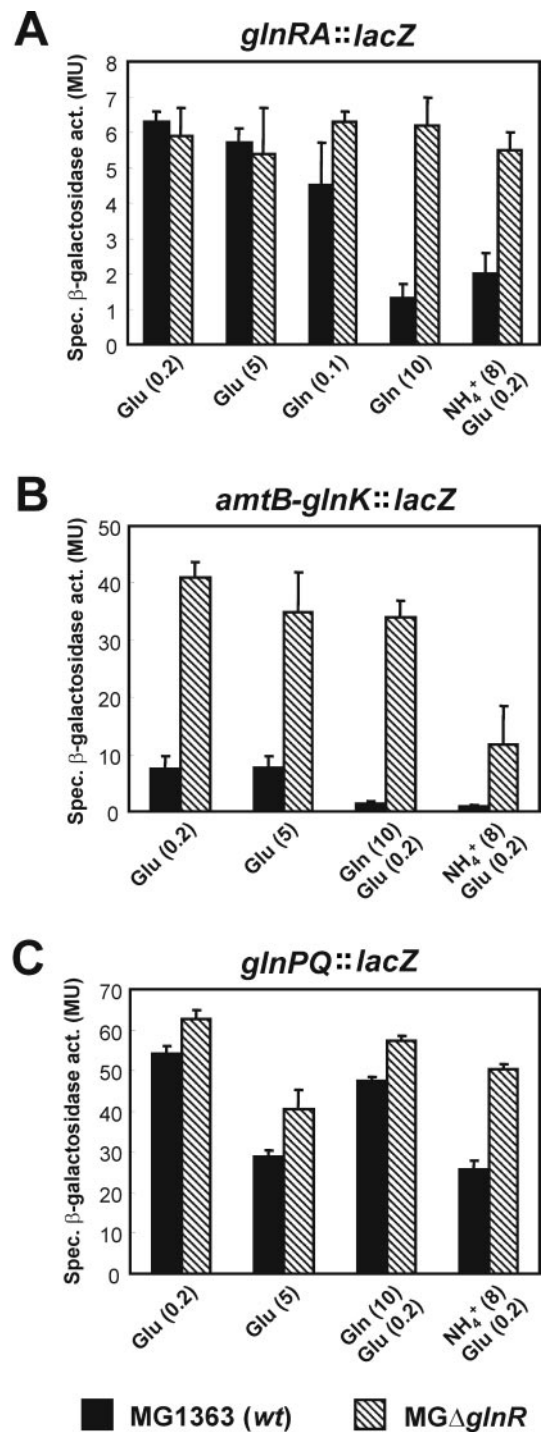 A
glnRA::lacZ
Spec. β-galactosidase act. (MU)
8
7
6
5
4
3
2
1
0
Glu (0.2)
Glu (5)
Gln (0.1)
Gln (10)
NH₄⁺ (8)
Glu (0.2)
B
amtB-glnK::lacZ
Spec. β-galactosidase act. (MU)
50
40
30
20
10
0
Glu (0.2)
Glu (5)
Gln (10)
Glu (0.2)
NH₄⁺ (8)
Glu (0.2)
C
glnPQ::lacZ
Spec. β-galactosidase act. (MU)
70
60
50
40
30
20
10
0
Glu (0.2)
Glu (5)
Gln (10)
Glu (0.2)
NH₄⁺ (8)
Glu (0.2)
MG1363 (wt)
MGΔglnR